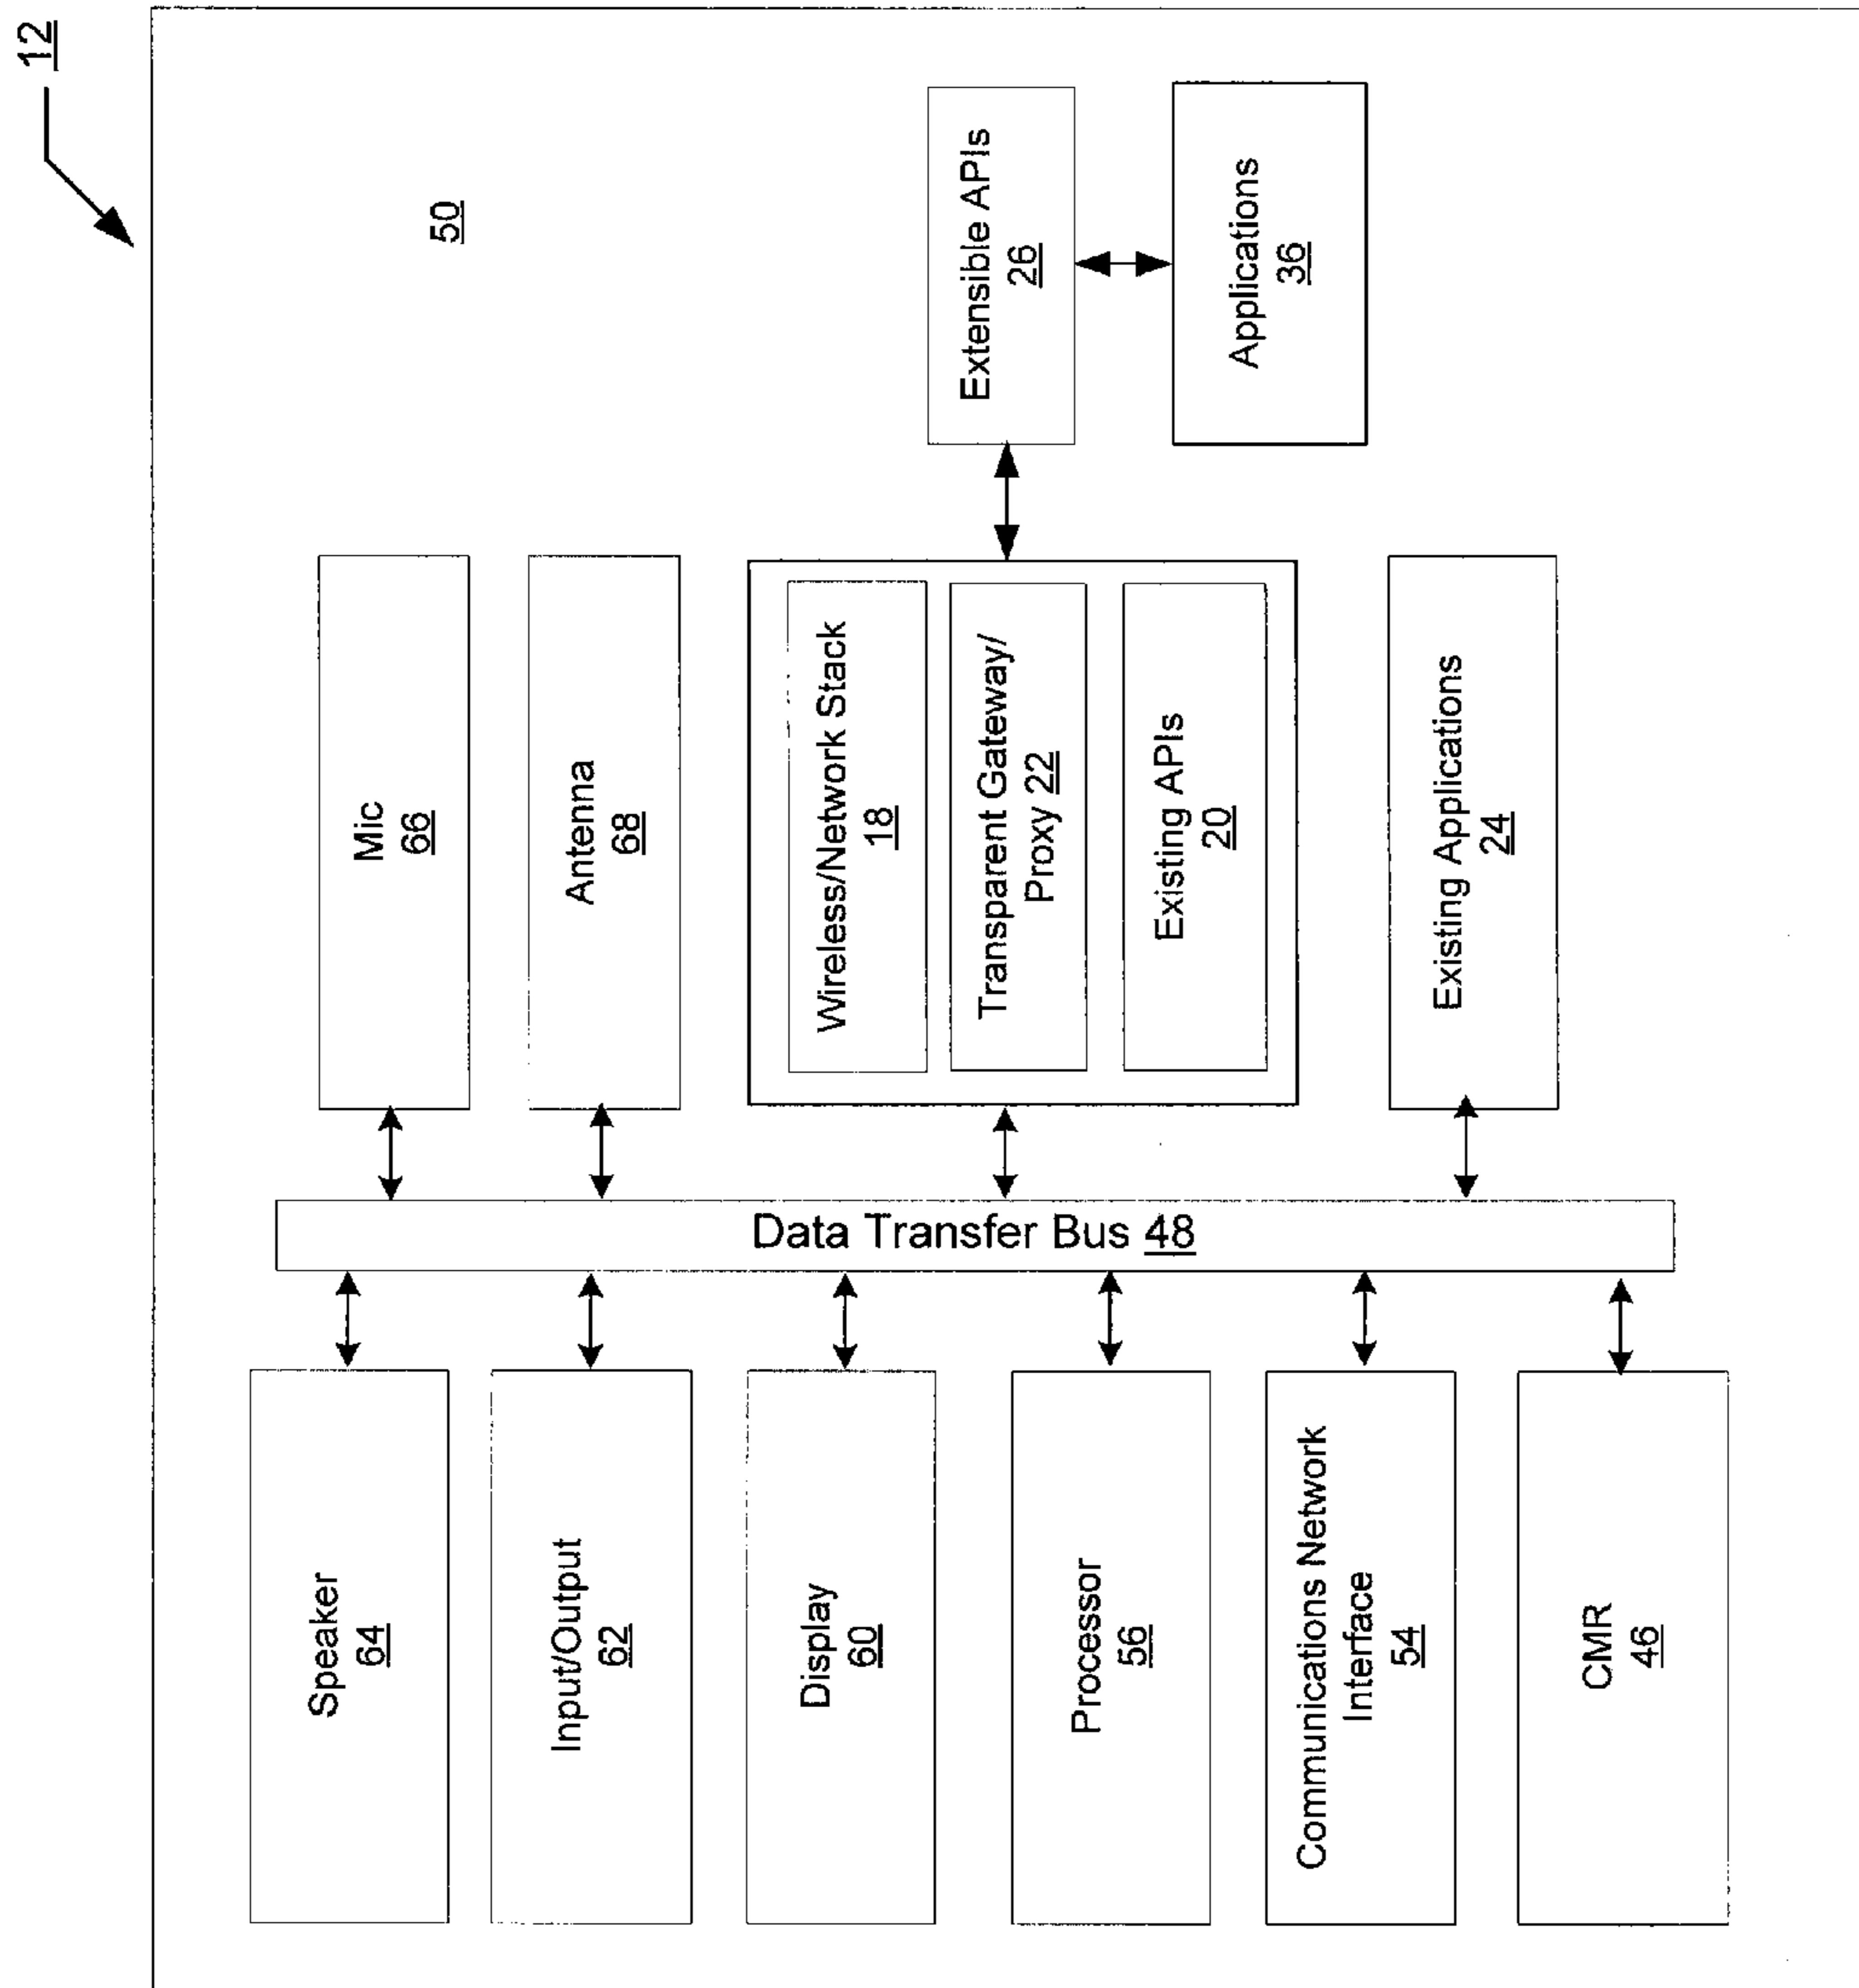 12
50
Speaker
64
Input/Output
62
Display
60
Processor
56
Communications Network
Interface
54
CMR
46
Data Transfer Bus 48
Mic
66
Antenna
68
Wireless/Network Stack
18
Transparent Gateway/
Proxy 22
Existing APIs
20
Existing Applications
24
Extensible APIs
26
Applications
36